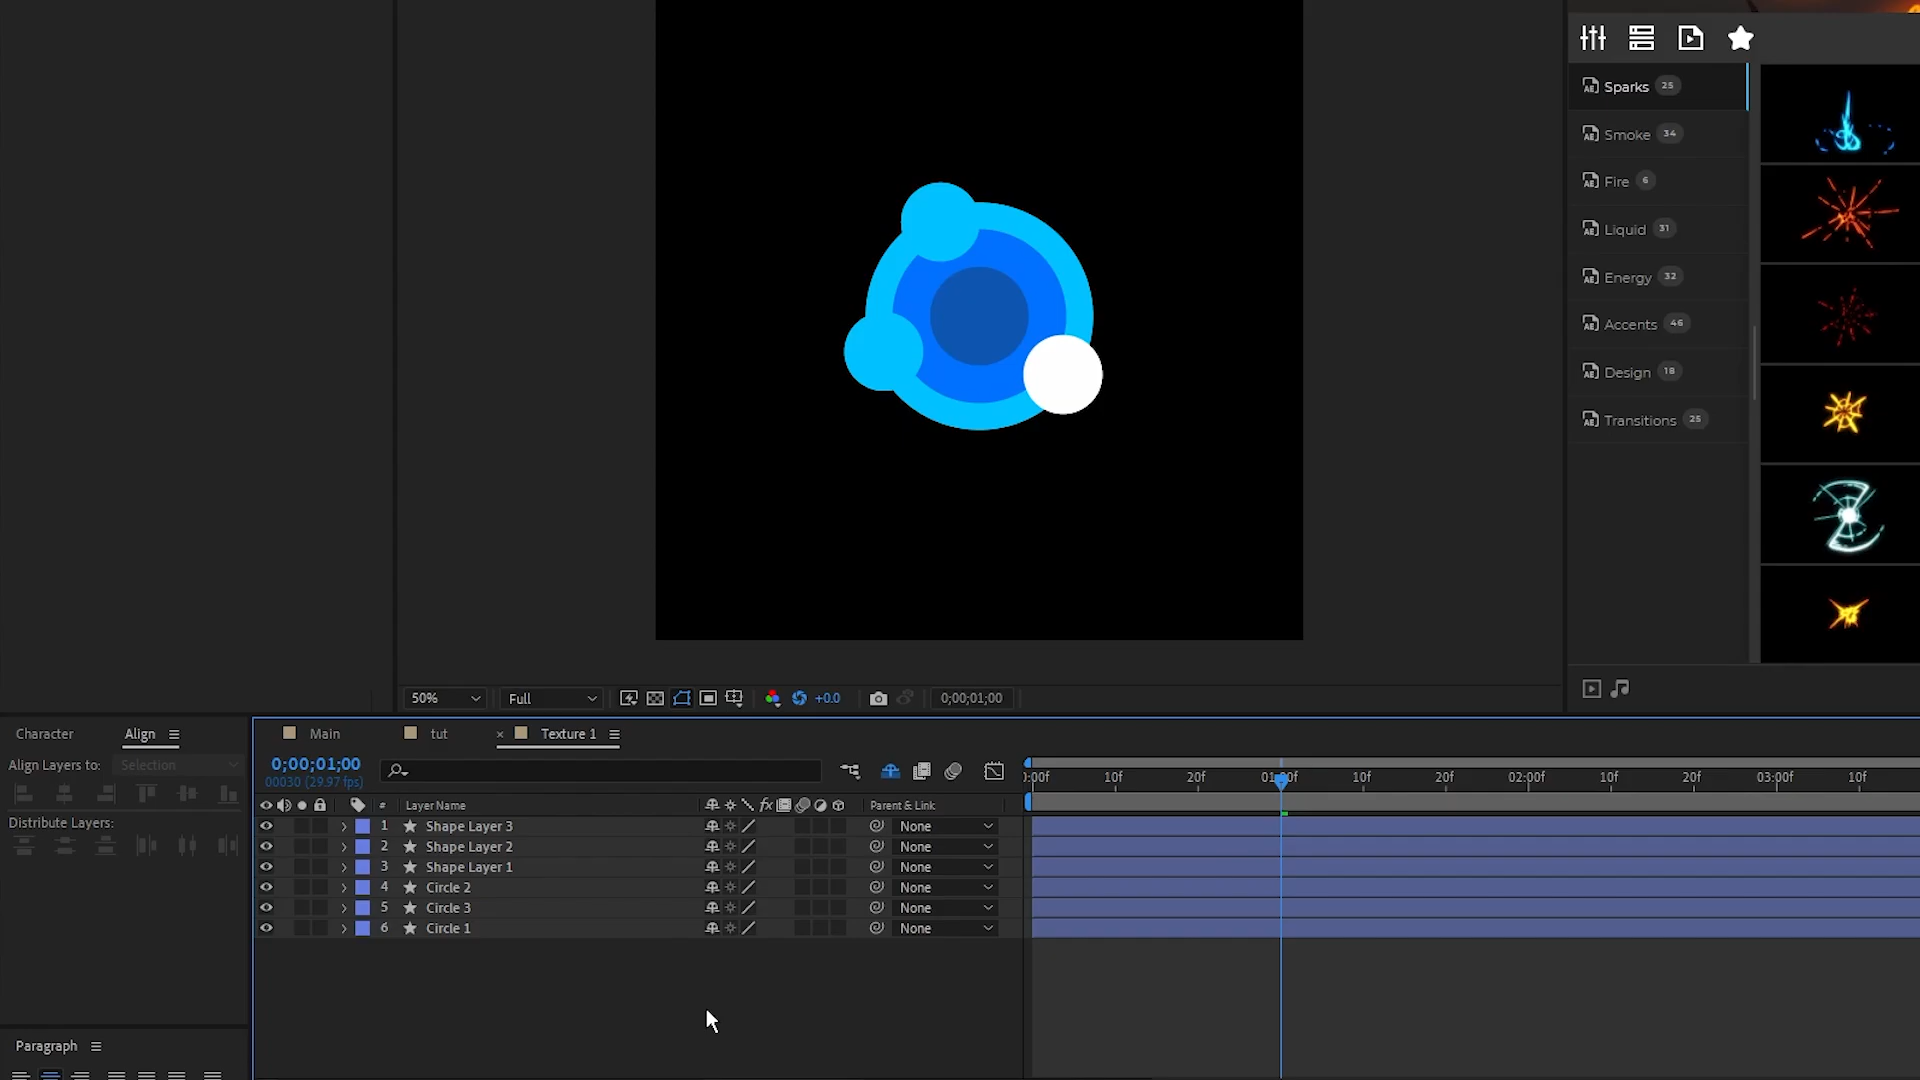 Sparks 25
Smoke 34
Fire 6
Liquid 31
Energy 32
Accents 46
Design 18
Transitions 25
50% Full +0.0 0;00;01;00
Character Align
Align Layers to: Selection
Distribute Layers:
Paragraph
Main tut × Texture 1
0;00;01;00
00030 (29.97 fps)
:00f 10f 20f 01:00f 10f 20f 02:00f 10f 20f 03:00f 10f
# Layer Name fx Parent & Link
1 Shape Layer 3 None
2 Shape Layer 2 None
3 Shape Layer 1 None
4 Circle 2 None
5 Circle 3 None
6 Circle 1 None